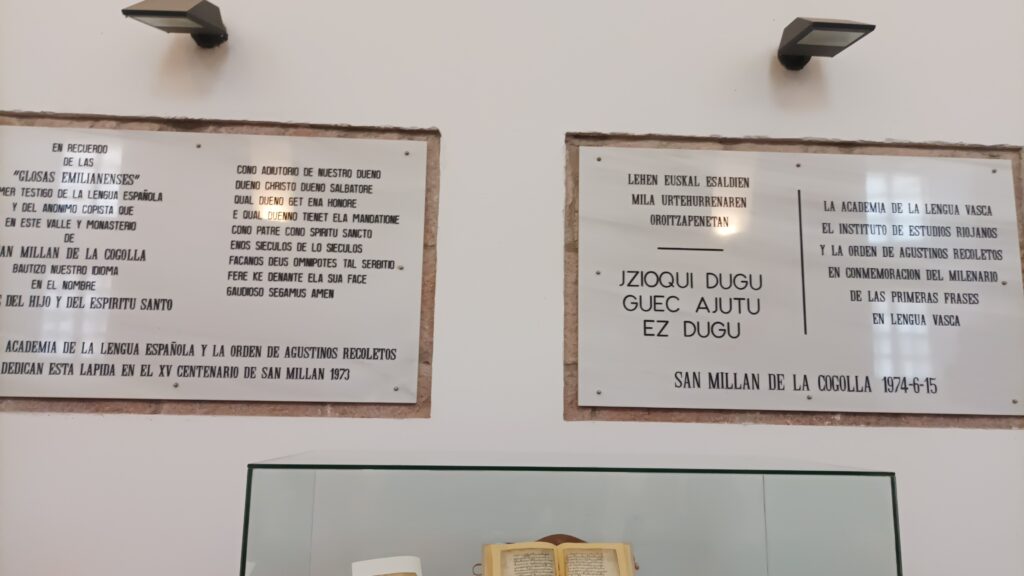 EN RECUERDO
DE LAS
"GLOSAS EMILIANENSES"
TESTIGO DE LA LENGUA ESPAÑOLA
Y DEL ANONIMO COPISTA QUE
EN ESTE VALLE Y MONASTERIO
DE
MILLAN DE LA COGOLLA
BAUTIZO NUESTRO IDIOMA
EN EL NOMBRE
DEL HIJO Y DEL ESPIRITU SANTO
CONO ADIUTORIO DE NUESTRO DUENO
DUENO CHRISTO DUENO SALBATORE
QUAL DUENO GET ENA HONORE
E QUAL DUENNO TIENET ELA MANDATIONE
CONO PATRE CONO SPIRITU SANCTO
ENOS SIECULOS DE LO SIECULOS
FACANOS DEUS OMNIPOTES TAL SERBITIO
FERE KE DENANTE ELA SUA FACE
GAUDIOSO SEGAMUS AMEN
ACADEMIA DE LA LENGUA ESPAÑOLA Y LA ORDEN DE AGUSTINOS RECOLETOS
DEDICAN ESTA LAPIDA EN EL XV CENTENARIO DE SAN MILLAN 1973
LEHEN EUSKAL ESALDIEN
MILA URTEHURRENAREN
OROITZAPENETAN
JZIOQUI DUGU
GUEC AJUTU
EZ DUGU
LA ACADEMIA DE LA LENGUA VASCA
EL INSTITUTO DE ESTUDIOS RIOJANOS
Y LA ORDEN DE AGUSTINOS RECOLETOS
EN CONMEMORACION DEL MILENARIO
DE LAS PRIMERAS FRASES
EN LENGUA VASCA
SAN MILLAN DE LA COGOLLA 1974-6-15